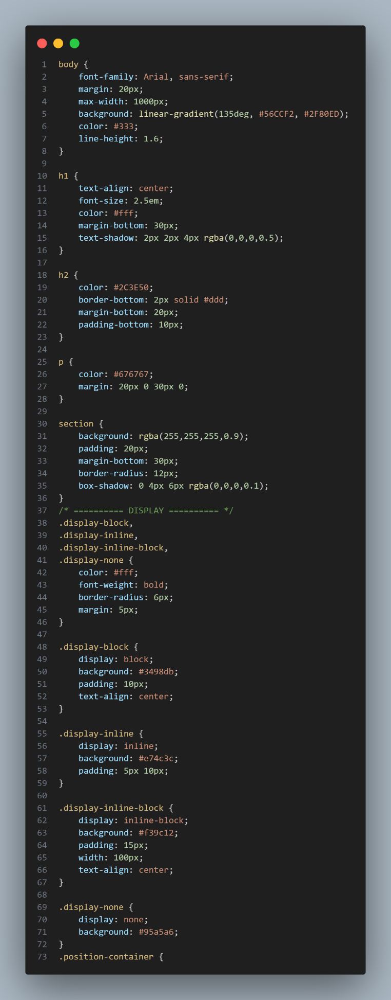 1 body {
2     font-family: Arial, sans-serif;
3     margin: 20px;
4     max-width: 1000px;
5     background: linear-gradient(135deg, #56CCF2, #2F80ED);
6     color: #333;
7     line-height: 1.6;
8 }
9
10 h1 {
11     text-align: center;
12     font-size: 2.5em;
13     color: #fff;
14     margin-bottom: 30px;
15     text-shadow: 2px 2px 4px rgba(0,0,0,0.5);
16 }
17
18 h2 {
19     color: #2C3E50;
20     border-bottom: 2px solid #ddd;
21     margin-bottom: 20px;
22     padding-bottom: 10px;
23 }
24
25 p {
26     color: #676767;
27     margin: 20px 0 30px 0;
28 }
29
30 section {
31     background: rgba(255,255,255,0.9);
32     padding: 20px;
33     margin-bottom: 30px;
34     border-radius: 12px;
35     box-shadow: 0 4px 6px rgba(0,0,0,0.1);
36 }
37 /* ========== DISPLAY ========== */
38 .display-block,
39 .display-inline,
40 .display-inline-block,
41 .display-none {
42     color: #fff;
43     font-weight: bold;
44     border-radius: 6px;
45     margin: 5px;
46 }
47
48 .display-block {
49     display: block;
50     background: #3498db;
51     padding: 10px;
52     text-align: center;
53 }
54
55 .display-inline {
56     display: inline;
57     background: #e74c3c;
58     padding: 5px 10px;
59 }
60
61 .display-inline-block {
62     display: inline-block;
63     background: #f39c12;
64     padding: 15px;
65     width: 100px;
66     text-align: center;
67 }
68
69 .display-none {
70     display: none;
71     background: #95a5a6;
72 }
73 .position-container {